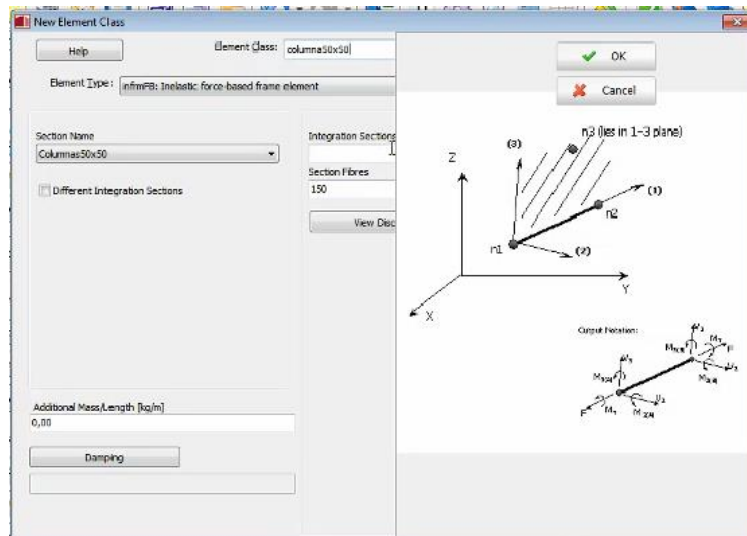 New Element Class
Help
Element Class:
columna50x50
OK
Cancel
Element Type:
infrmFB: Inelastic force-based frame element
Section Name
Columnas50x50
Different Integration Sections
Integration Sections
Section Fibres
150
View Disc
Additional Mass/Length [kg/m]
0,00
Damping
n3 (lies in 1-3 plane)
(3)
Z
(1)
n2
n1
(2)
Y
X
Output Notation:
F
F